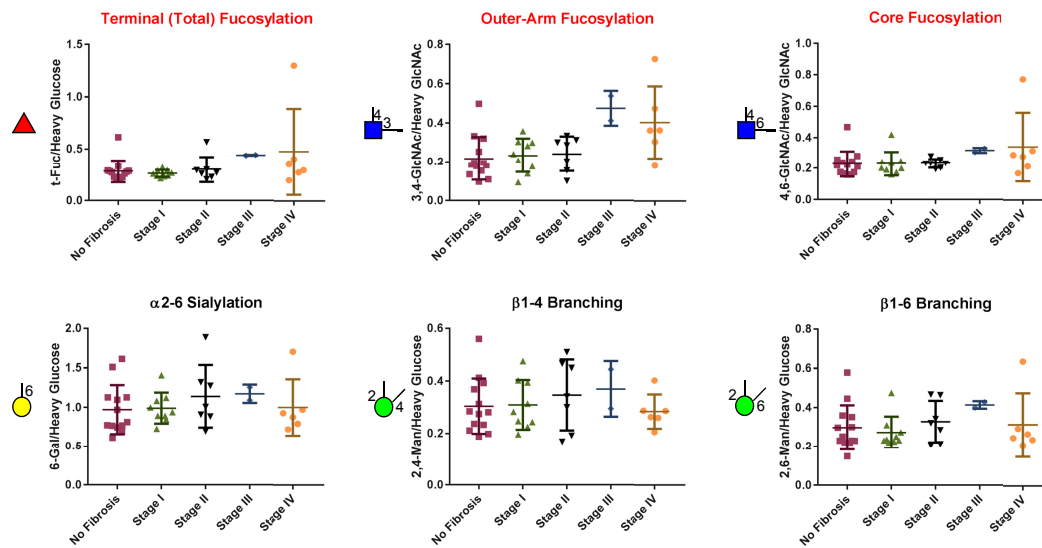 Terminal (Total) Fucosylation
t-Fuc/Heavy Glucose
1.5
1.0
0.5
0.0
No Fibrosis
Stage I
Stage II
Stage III
Stage IV
Outer-Arm Fucosylation
4
3
3,4-GlcNAc/Heavy GlcNAc
0.8
0.6
0.4
0.2
0.0
No Fibrosis
Stage I
Stage II
Stage III
Stage IV
Core Fucosylation
4
6
4,6-GlcNAc/Heavy GlcNAc
1.0
0.8
0.6
0.4
0.2
0.0
No Fibrosis
Stage I
Stage II
Stage III
Stage IV
α2-6 Sialylation
6
6-Gal/Heavy Glucose
2.0
1.5
1.0
0.5
0.0
No Fibrosis
Stage I
Stage II
Stage III
Stage IV
β1-4 Branching
2
4
2,4-Man/Heavy Glucose
0.6
0.4
0.2
0.0
No Fibrosis
Stage I
Stage II
Stage III
Stage IV
β1-6 Branching
2
6
2,6-Man/Heavy Glucose
0.8
0.6
0.4
0.2
0.0
No Fibrosis
Stage I
Stage II
Stage III
Stage IV